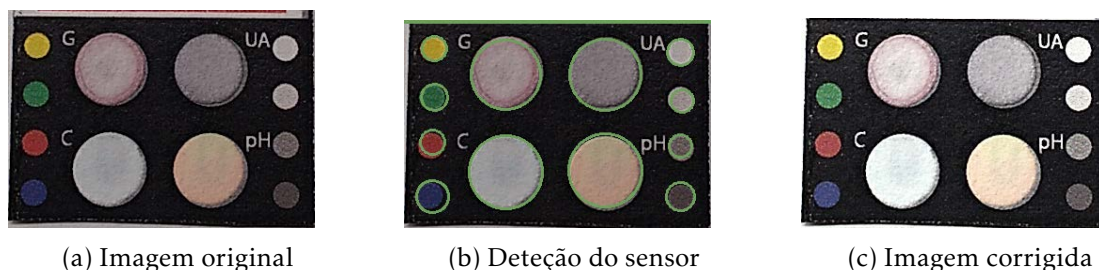 G UA
C pH
G UA
C pH
G UA
C pH
(a) Imagem original
(b) Deteção do sensor
(c) Imagem corrigida